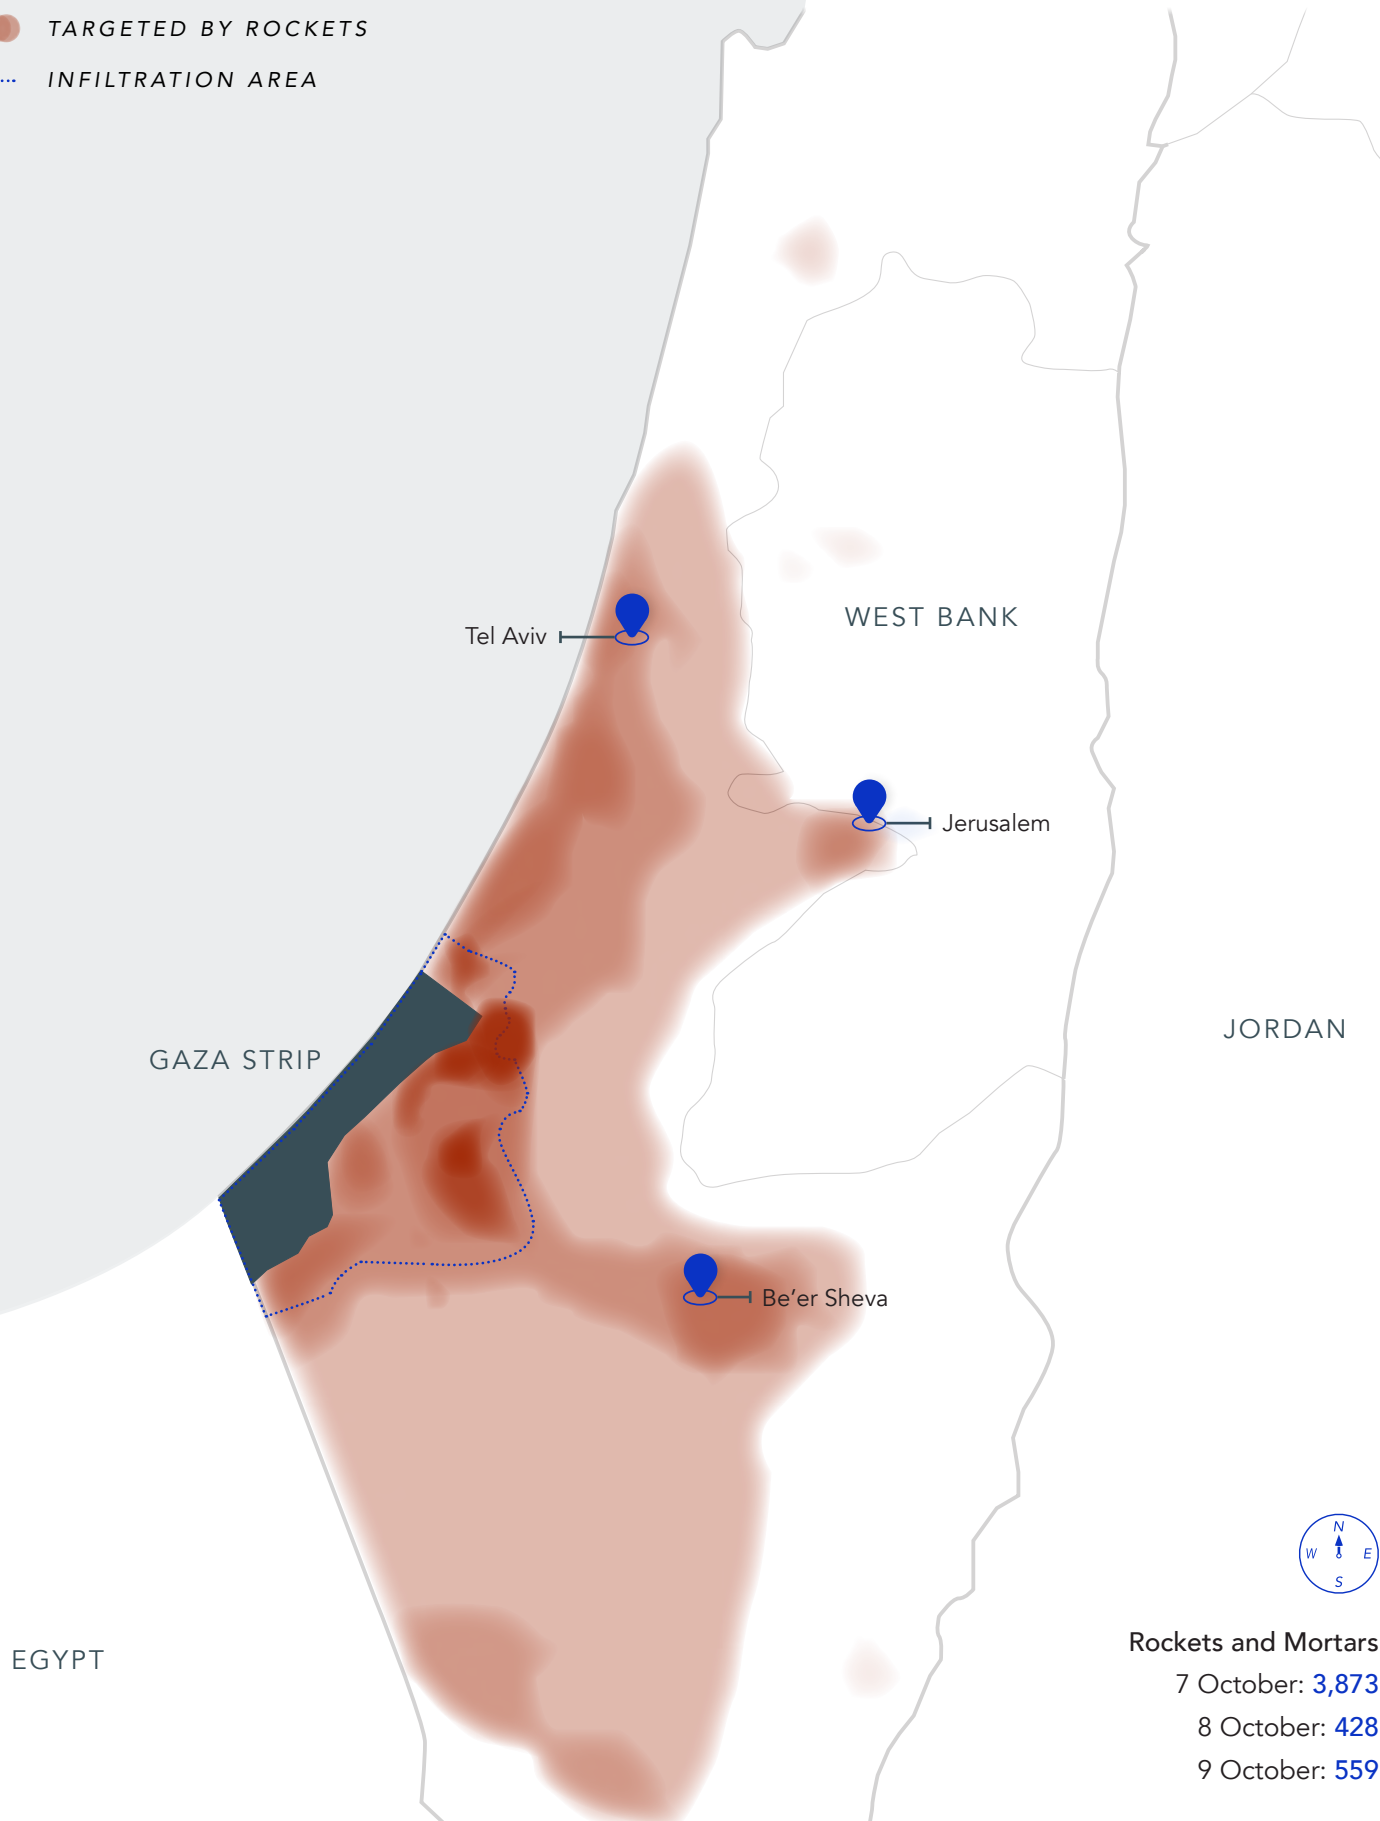 TARGETED BY ROCKETS
INFILTRATION AREA
WEST BANK
Tel Aviv
Jerusalem
JORDAN
GAZA STRIP
Be’er Sheva
N
W E
S
EGYPT
Rockets and Mortars
7 October: 3,873
8 October: 428
9 October: 559